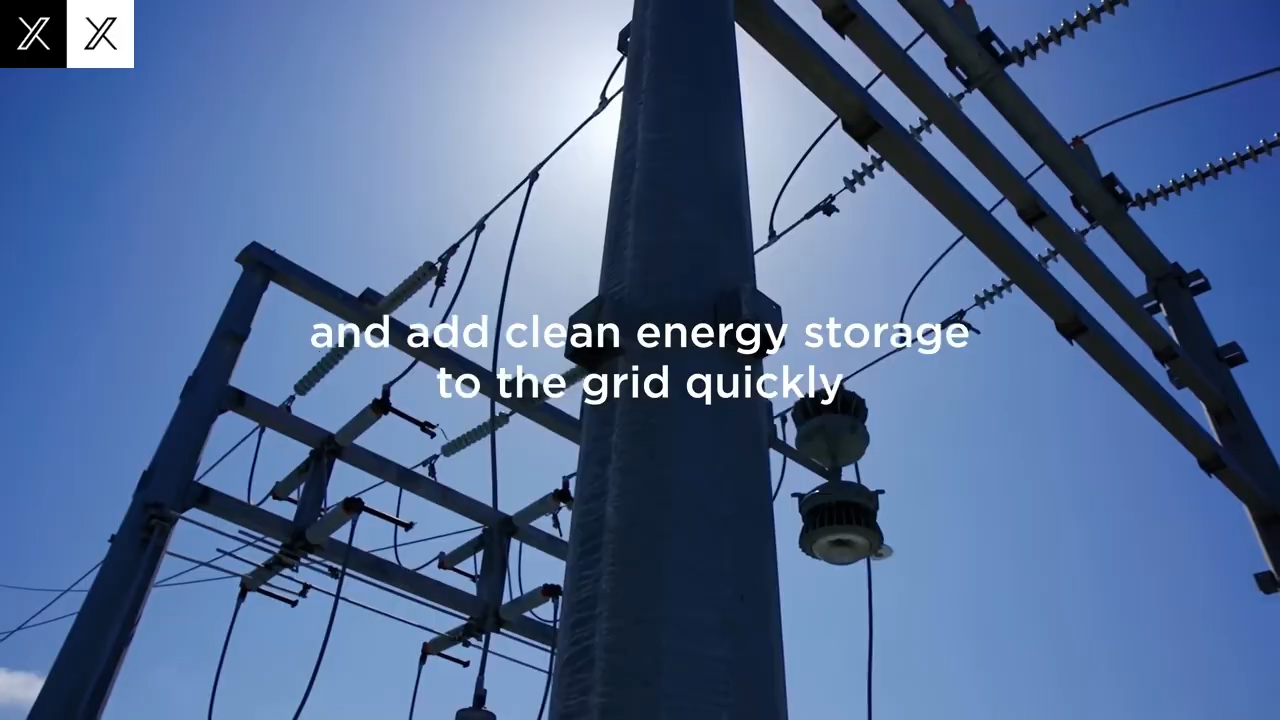 and add clean energy storage
to the grid quickly